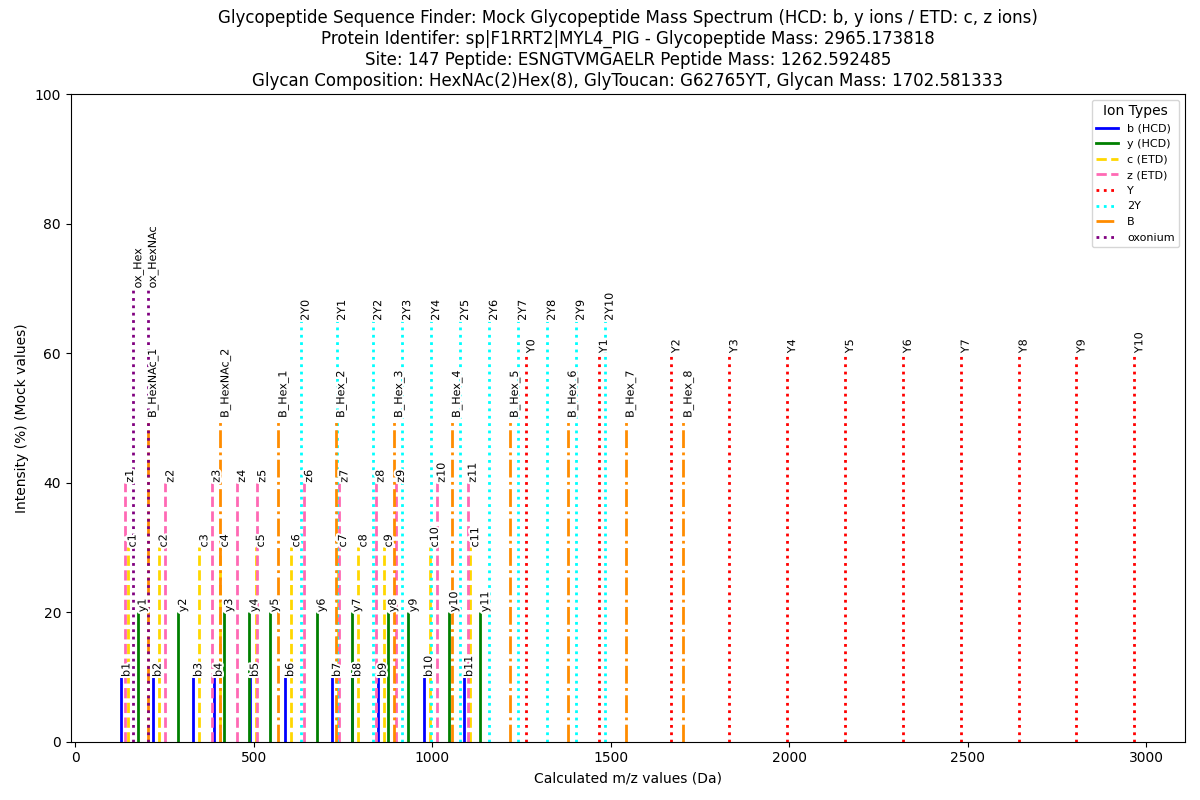 Glycopeptide Sequence Finder: Mock Glycopeptide Mass Spectrum (HCD: b, y ions / ETD: c, z ions)
Protein Identifer: sp|F1RRT2|MYL4_PIG - Glycopeptide Mass: 2965.173818
Site: 147 Peptide: ESNGTVMGAELR Peptide Mass: 1262.592485
Glycan Composition: HexNAc(2)Hex(8), GlyToucan: G62765YT, Glycan Mass: 1702.581333
100
80
60
40
20
0
Intensity (%) (Mock values)
Ion Types
b (HCD)
y (HCD)
c (ETD)
z (ETD)
Y
2Y
B
oxonium
ox_Hex
ox_HexNAc
2Y0
2Y1
2Y2
2Y3
2Y4
2Y5
2Y6
2Y7
2Y8
2Y9
2Y10
Y0
Y1
Y2
Y3
Y4
Y5
Y6
Y7
Y8
Y9
Y10
B_HexNAc_1
B_HexNAc_2
B_Hex_1
B_Hex_2
B_Hex_3
B_Hex_4
B_Hex_5
B_Hex_6
B_Hex_7
B_Hex_8
z1
z2
z3
z4
z5
z6
z7
z8
z9
z10
z11
c1
c2
c3
c4
c5
c6
c7
c8
c9
c10
c11
y1
y2
y3
y4
y5
y6
y7
y8
y9
y10
y11
b1
b2
b3
b4
b5
b6
b7
b8
b9
b10
b11
0
500
1000
1500
2000
2500
3000
Calculated m/z values (Da)